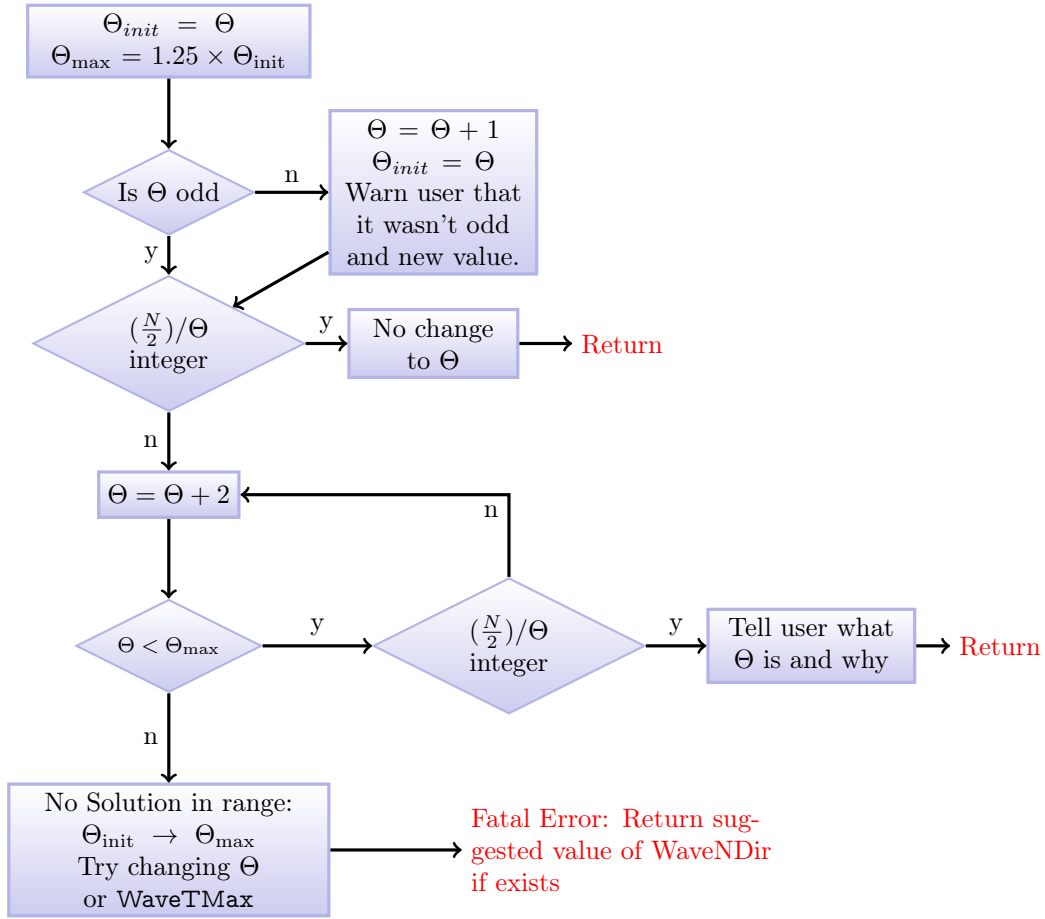 Θ_init = Θ
Θ_max = 1.25 × Θ_init
Is Θ odd
n
Θ = Θ + 1
Θ_init = Θ
Warn user that
it wasn't odd
and new value.
y
(N/2)/Θ
integer
y
No change
to Θ
Return
n
Θ = Θ + 2
n
Θ < Θ_max
y
(N/2)/Θ
integer
y
Tell user what
Θ is and why
Return
n
No Solution in range:
Θ_init → Θ_max
Try changing Θ
or WaveTMax
Fatal Error: Return sug-
gested value of WaveNDir
if exists